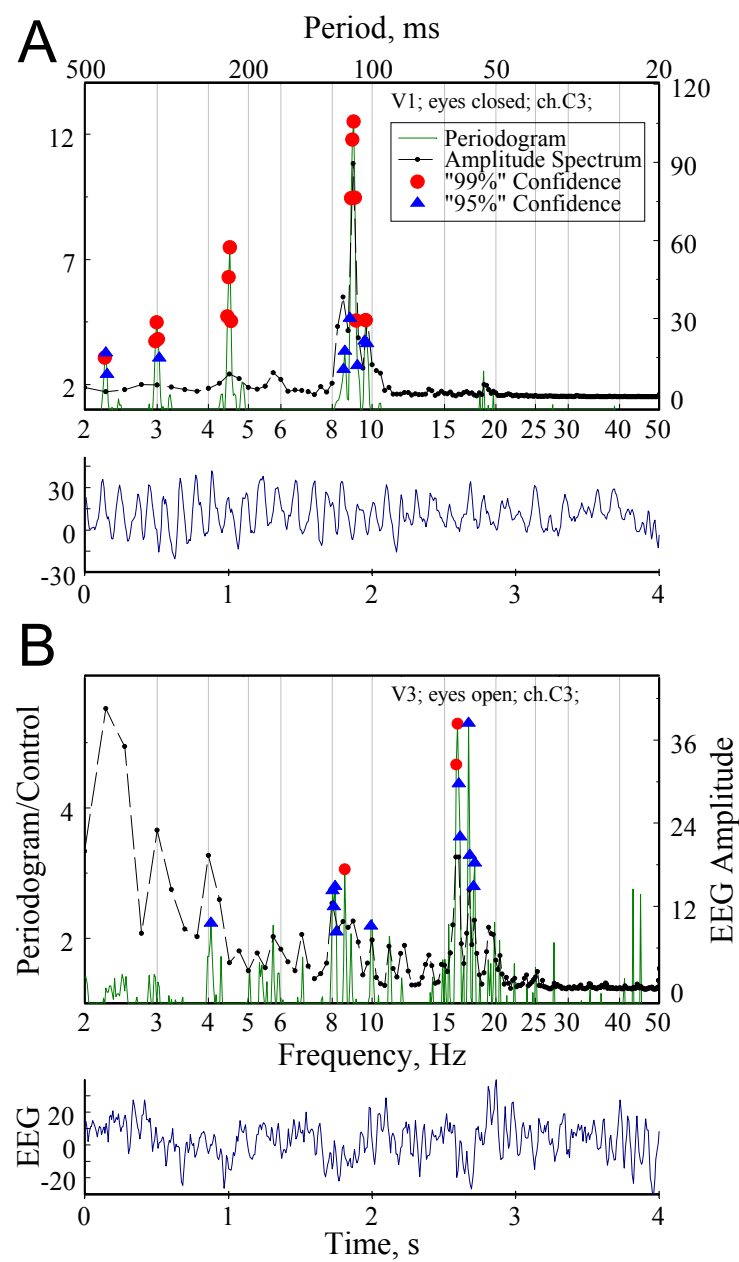 A
Period, ms
500 200 100 50 20
V1; eyes closed; ch.C3;
Periodogram
Amplitude Spectrum
"99%" Confidence
"95%" Confidence
12
7
2
120
90
60
30
0
2 3 4 5 6 8 10 15 20 25 30 50
30
0
-30
0 1 2 3 4
B
V3; eyes open; ch.C3;
Periodogram/Control
4
2
36
24
12
0
EEG Amplitude
2 3 4 5 6 8 10 15 20 25 30 50
Frequency, Hz
EEG
20
0
-20
0 1 2 3 4
Time, s